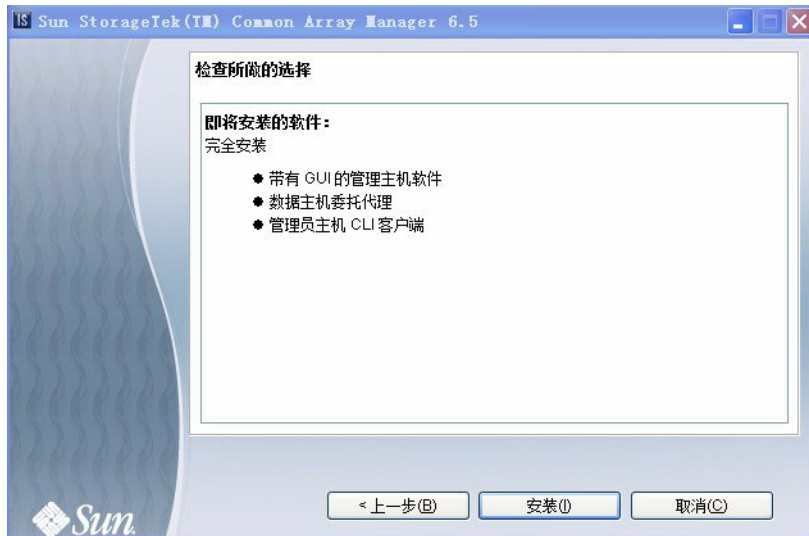 Sun StorageTek(TM) Common Array Manager 6.5
检查所做的选择
即将安装的软件：
完全安装
● 带有 GUI 的管理主机软件
● 数据主机委托代理
● 管理员主机 CLI 客户端
<上一步(B) 安装(I) 取消(C)
Sun